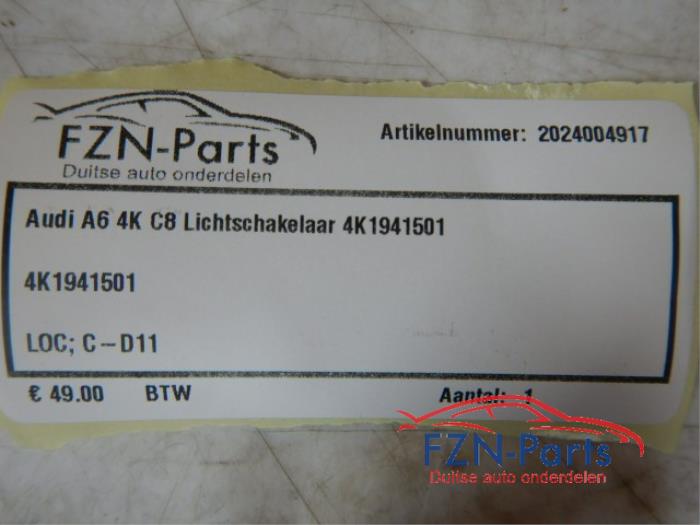 FZN-Parts
Duitse auto onderdelen
Artikelnummer: 2024004917
Audi A6 4K C8 Lichtschakelaar 4K1941501
4K1941501
LOC; C-D11
€ 49.00 BTW Aantal: 1
FZN-Parts
Duitse auto onderdelen